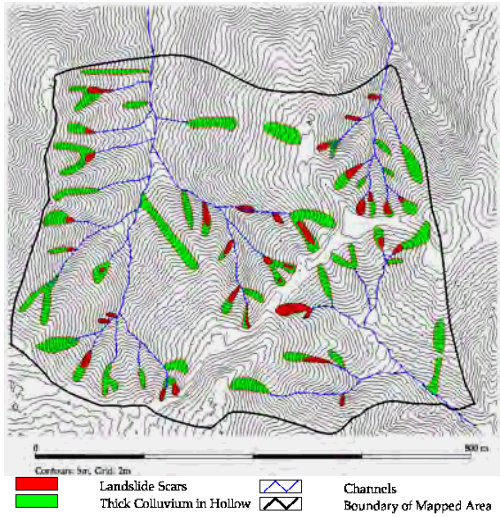 0 800 m
Contours: 5m, Grid: 2m
Landslide Scars Channels
Thick Colluvium in Hollow Boundary of Mapped Area